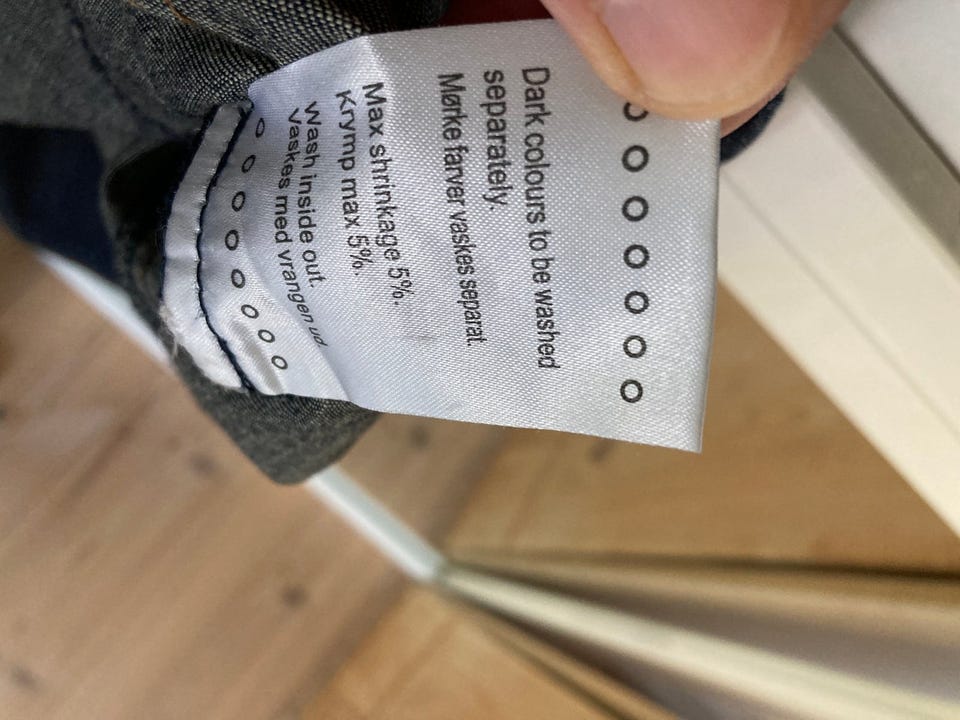 Dark colours to be washed
separately.
Mørke farver vaskes separat.
Max shrinkage 5%.
Krymp max 5%.
Wash inside out.
Vaskes med vrangen ud